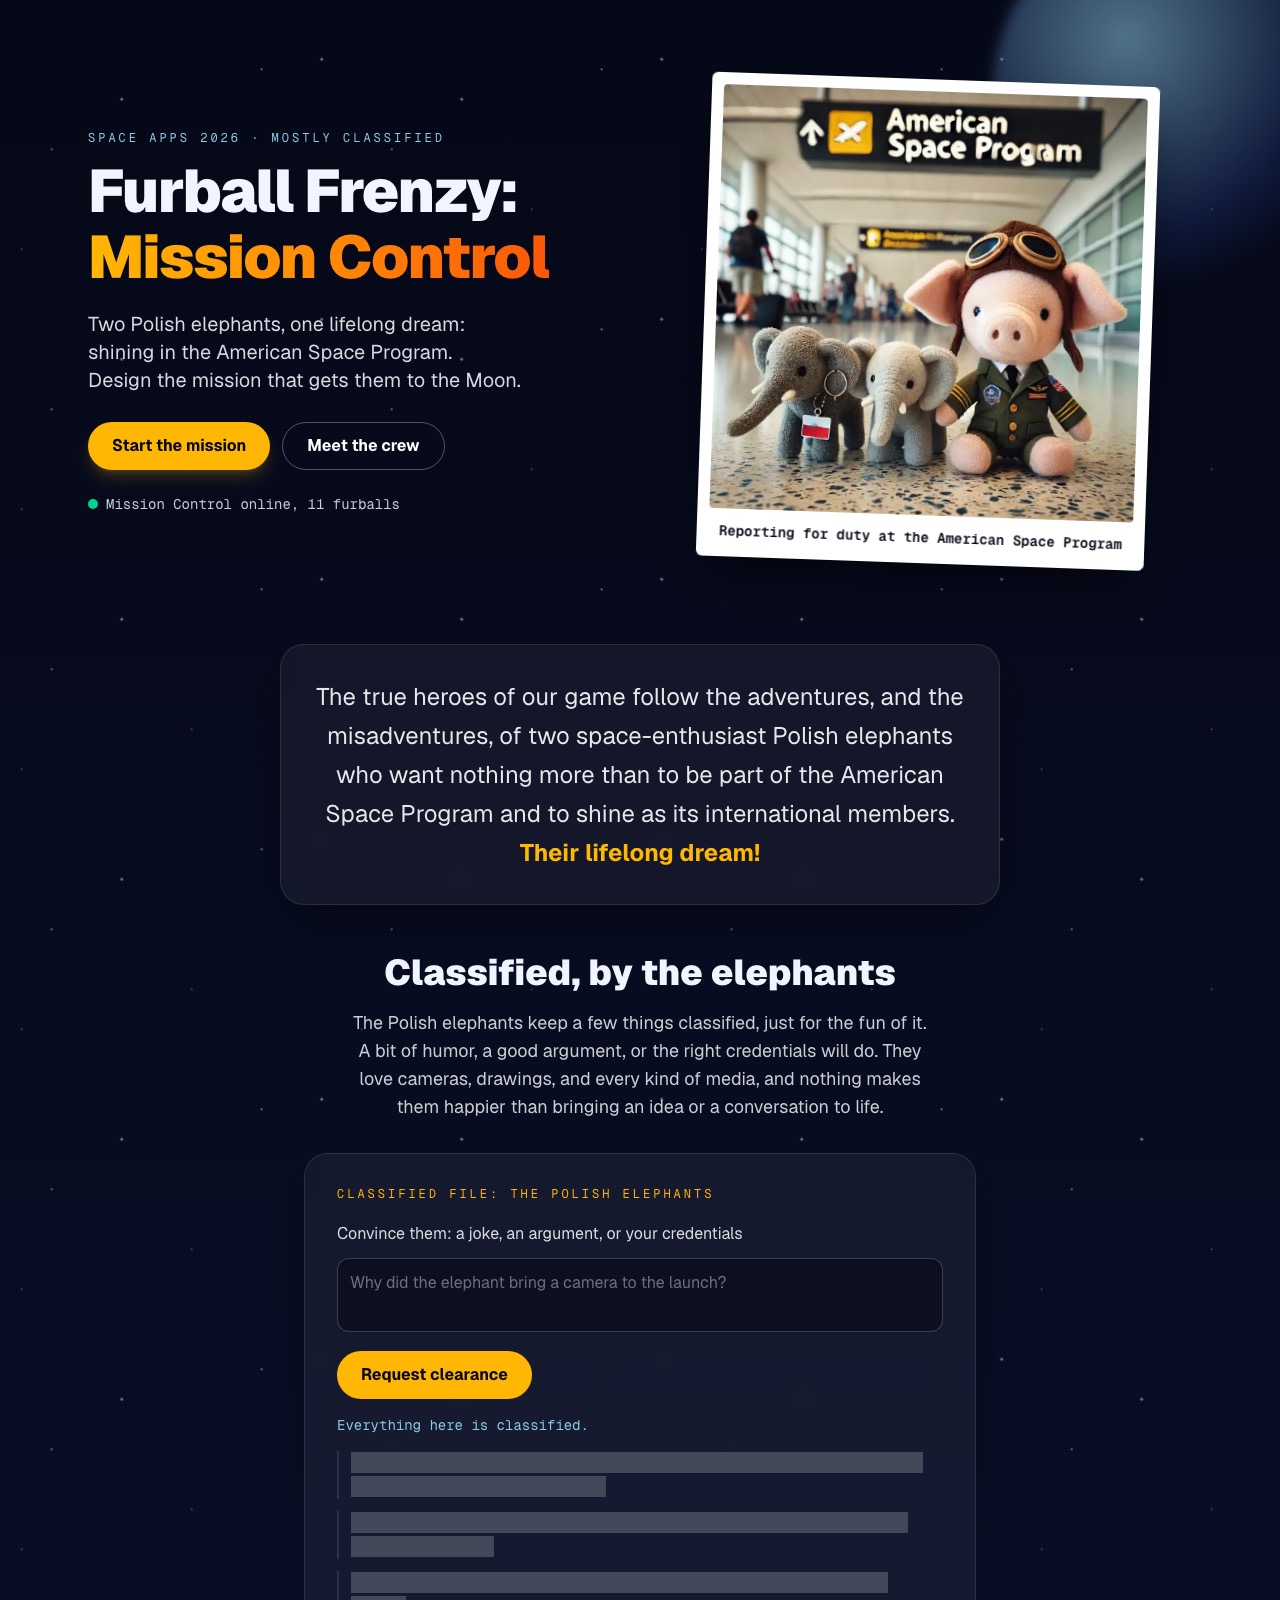 SPACE APPS 2026 · MOSTLY CLASSIFIED
Furball Frenzy:
Mission Control
Two Polish elephants, one lifelong dream:
shining in the American Space Program.
Design the mission that gets them to the Moon.
Start the mission
Meet the crew
Mission Control online, 11 furballs
American
Space Program
Reporting for duty at the American Space Program
The true heroes of our game follow the adventures, and the
misadventures, of two space-enthusiast Polish elephants
who want nothing more than to be part of the American
Space Program and to shine as its international members.
Their lifelong dream!
Classified, by the elephants
The Polish elephants keep a few things classified, just for the fun of it.
A bit of humor, a good argument, or the right credentials will do. They
love cameras, drawings, and every kind of media, and nothing makes
them happier than bringing an idea or a conversation to life.
CLASSIFIED FILE: THE POLISH ELEPHANTS
Convince them: a joke, an argument, or your credentials
Why did the elephant bring a camera to the launch?
Request clearance
Everything here is classified.